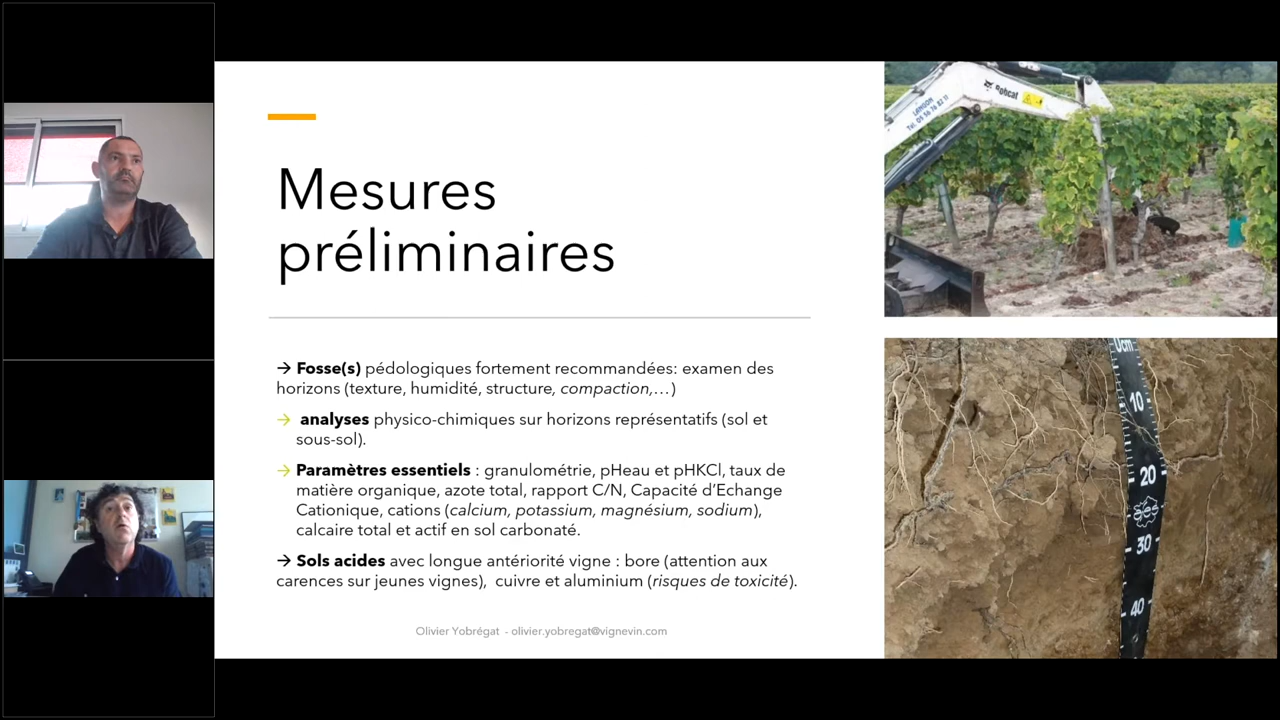 Mesures
préliminaires
→ Fosse(s) pédologiques fortement recommandées: examen des
horizons (texture, humidité, structure, compaction,…)
→ analyses physico-chimiques sur horizons représentatifs (sol et
sous-sol).
→ Paramètres essentiels : granulométrie, pHeau et pHKCl, taux de
matière organique, azote total, rapport C/N, Capacité d’Echange
Cationique, cations (calcium, potassium, magnésium, sodium),
calcaire total et actif en sol carbonaté.
→ Sols acides avec longue antériorité vigne : bore (attention aux
carences sur jeunes vignes), cuivre et aluminium (risques de toxicité).
Olivier Yobrégat - olivier.yobregat@vignevin.com
Bobcat
LANGON
0cm
10
20
30
40